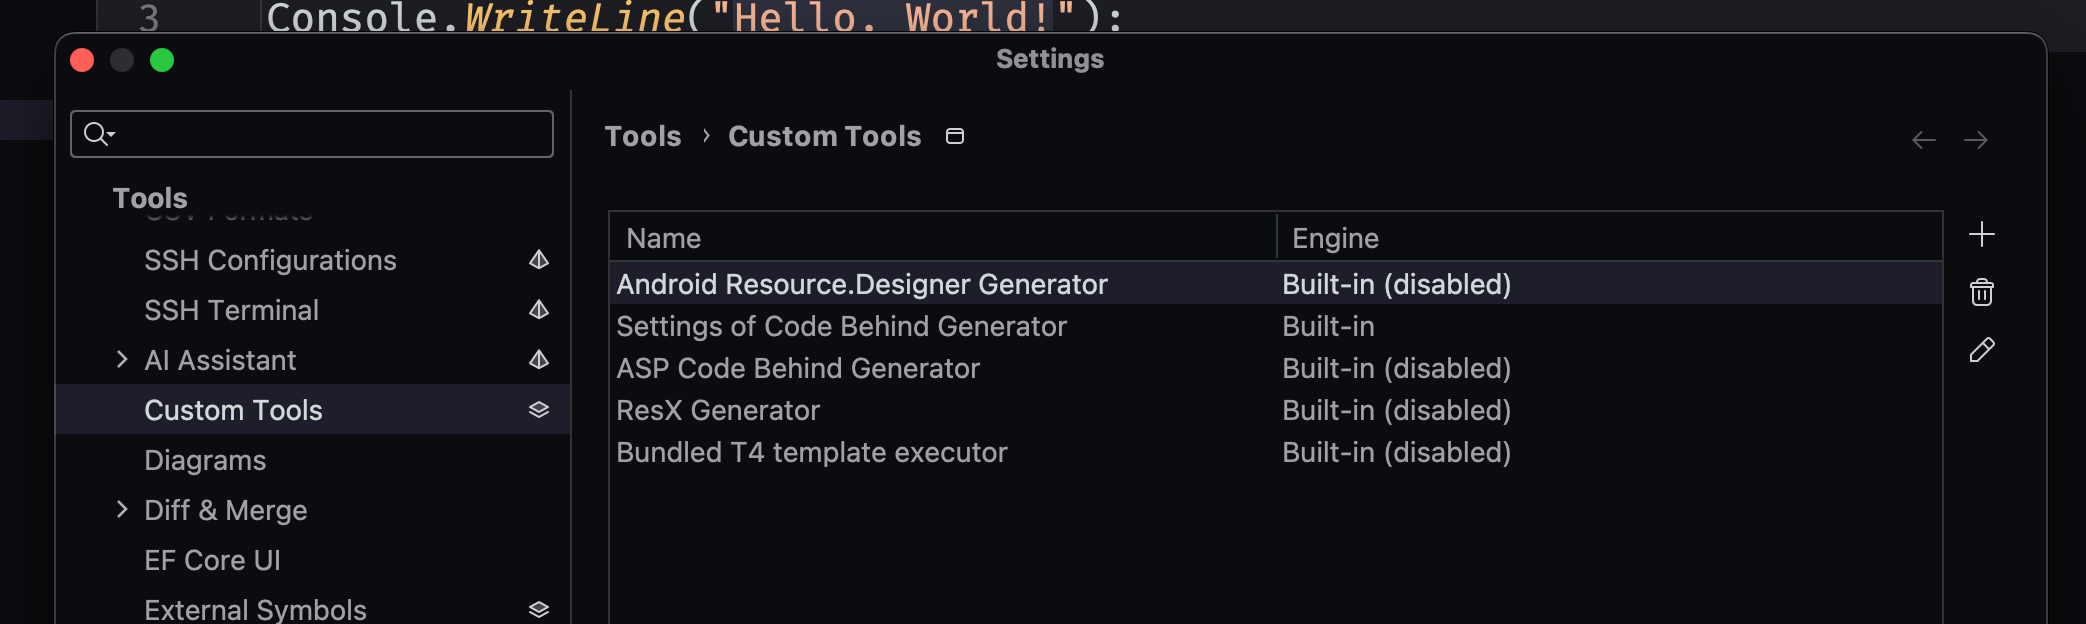 3 Console.WriteLine("Hello, World!");
Settings
Tools › Custom Tools
Tools
SSH Configurations
SSH Terminal
AI Assistant
Custom Tools
Diagrams
Diff & Merge
EF Core UI
External Symbols
Name Engine
Android Resource.Designer Generator Built-in (disabled)
Settings of Code Behind Generator Built-in
ASP Code Behind Generator Built-in (disabled)
ResX Generator Built-in (disabled)
Bundled T4 template executor Built-in (disabled)